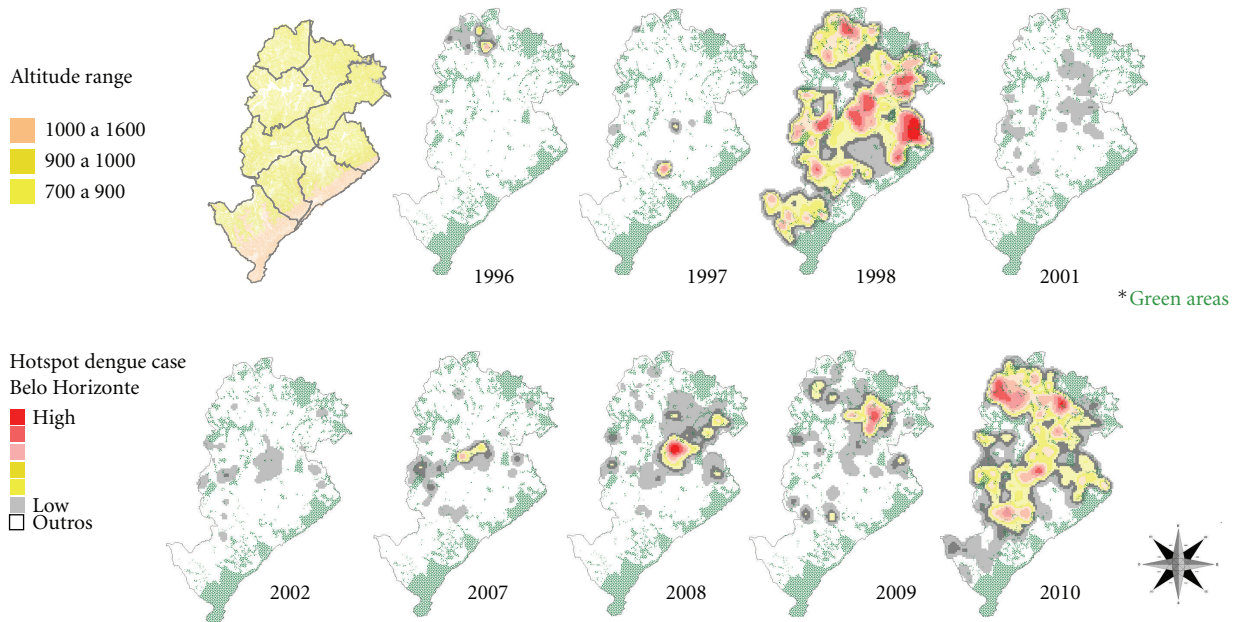 Altitude range
1000 a 1600
900 a 1000
700 a 900
1996
1997
1998
2001
*Green areas
Hotspot dengue case
Belo Horizonte
High
Low
Outros
2002
2007
2008
2009
2010